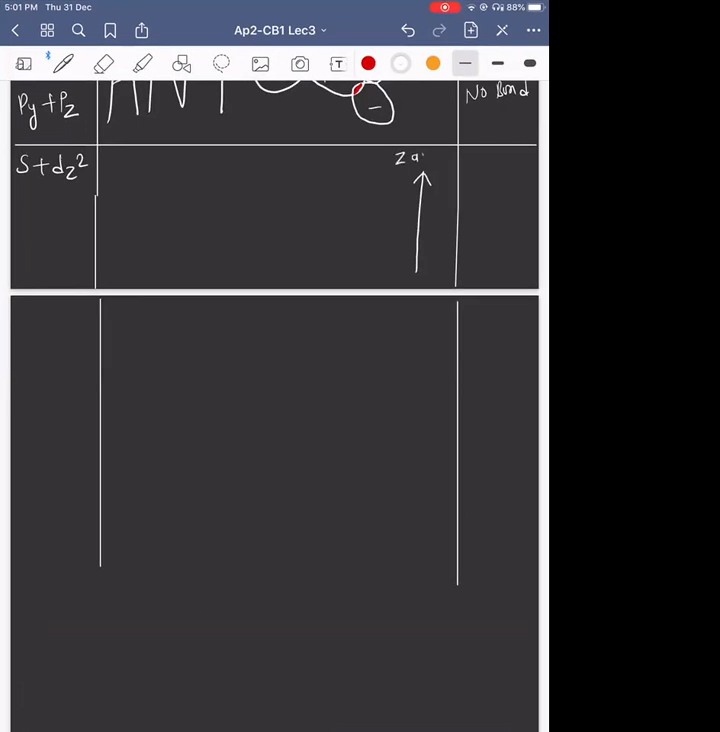 5:01 PM Thu 31 Dec
88%
Ap2-CB1 Lec3
T
Py + Pz
No Bond
-
S + dz²
z a